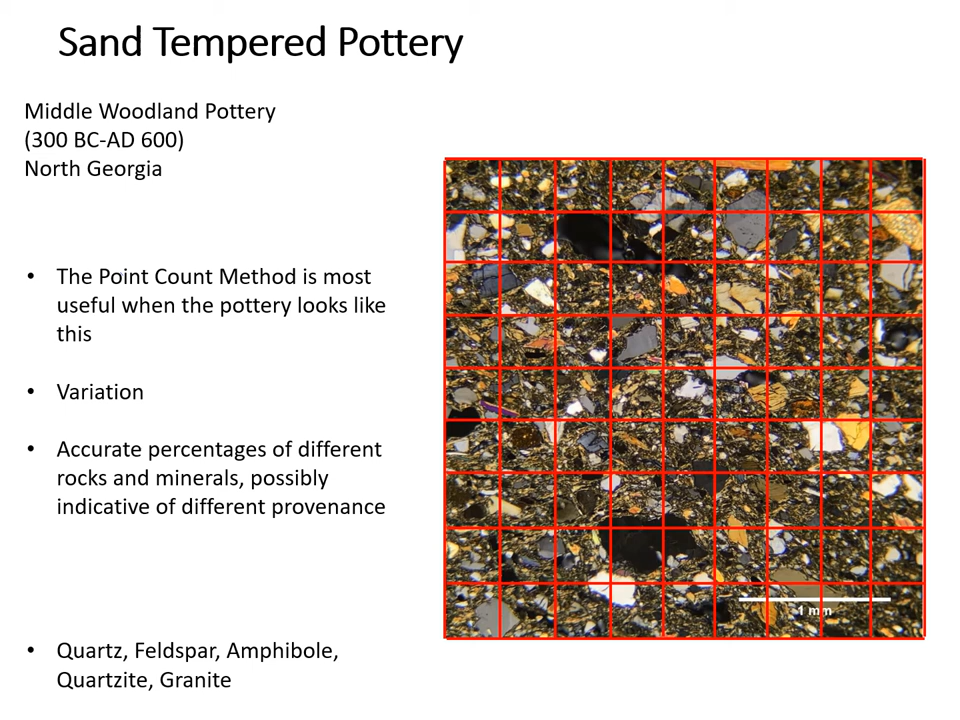 Sand Tempered Pottery
Middle Woodland Pottery
(300 BC-AD 600)
North Georgia
• The Point Count Method is most
useful when the pottery looks like
this
• Variation
• Accurate percentages of different
rocks and minerals, possibly
indicative of different provenance
1 mm
• Quartz, Feldspar, Amphibole,
Quartzite, Granite